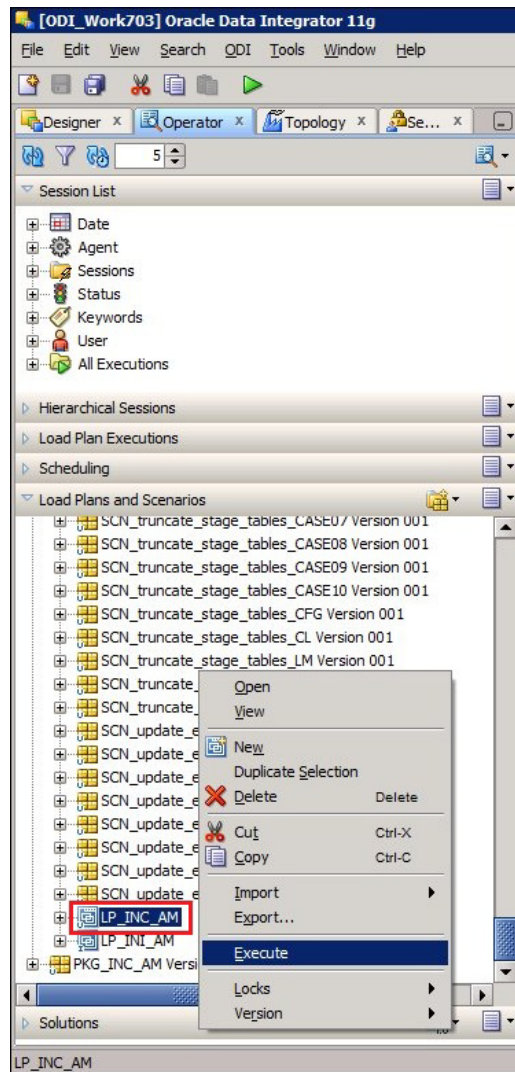 [ODI_Work703] Oracle Data Integrator 11g
File Edit View Search ODI Tools Window Help
Designer x Operator x Topology x Se... x
5
Session List
Date
Agent
Sessions
Status
Keywords
User
All Executions
Hierarchical Sessions
Load Plan Executions
Scheduling
Load Plans and Scenarios
SCN_truncate_stage_tables_CASE07 Version 001
SCN_truncate_stage_tables_CASE08 Version 001
SCN_truncate_stage_tables_CASE09 Version 001
SCN_truncate_stage_tables_CASE10 Version 001
SCN_truncate_stage_tables_CFG Version 001
SCN_truncate_stage_tables_CL Version 001
SCN_truncate_stage_tables_LM Version 001
SCN_truncate_
SCN_truncate_
SCN_update_e
SCN_update_e
SCN_update_e
SCN_update_e
SCN_update_e
SCN_update_e
SCN_update_e
SCN_update_e
LP_INC_AM
LP_INI_AM
PKG_INC_AM Versi
Open
View
New
Duplicate Selection
Delete Delete
Cut Ctrl-X
Copy Ctrl-C
Import
Export...
Execute
Locks
Version
Solutions
LP_INC_AM